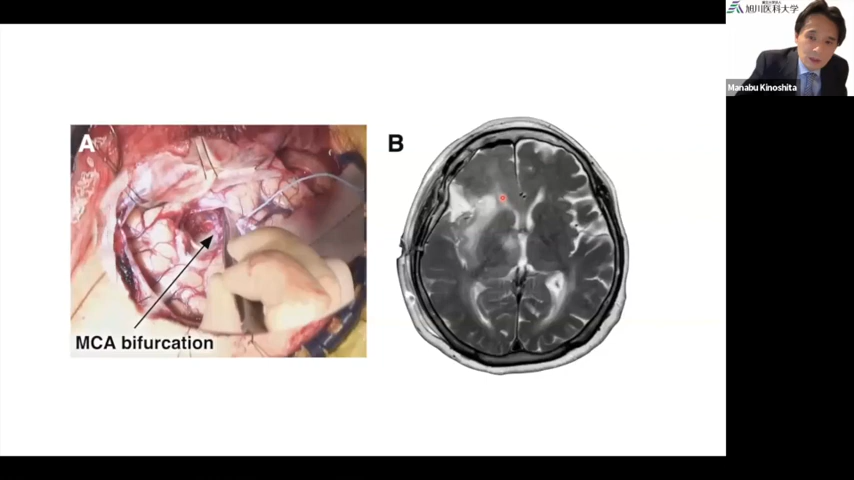 旭川医科大学
Manabu Kinoshita
A
B
MCA bifurcation